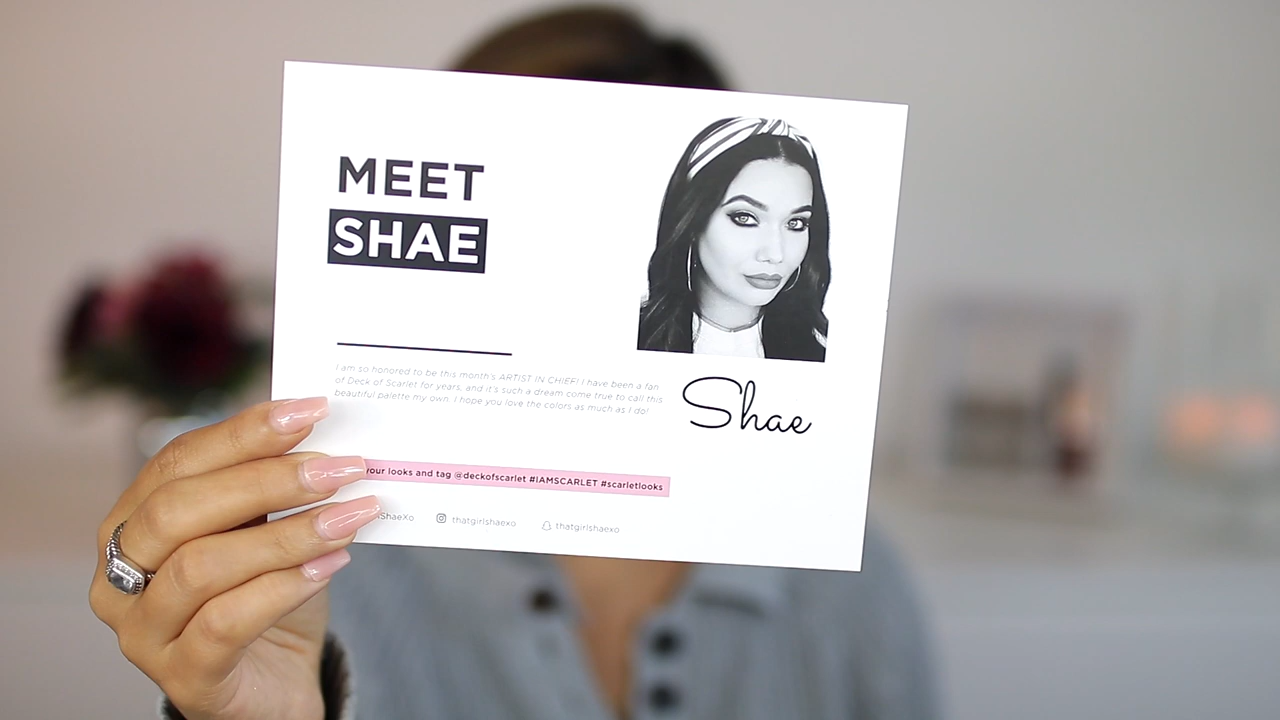 MEET
SHAE
I am so honored to be this month's ARTIST IN CHIEF! I have been a fan
of Deck of Scarlet for years, and it's such a dream come true to call this
beautiful palette my own. I hope you love the colors as much as I do!
Shae
your looks and tag @deckofscarlet #IAMSCARLET #scarletlooks
ShaeXo thatgirlshaexo thatgirlshaexo